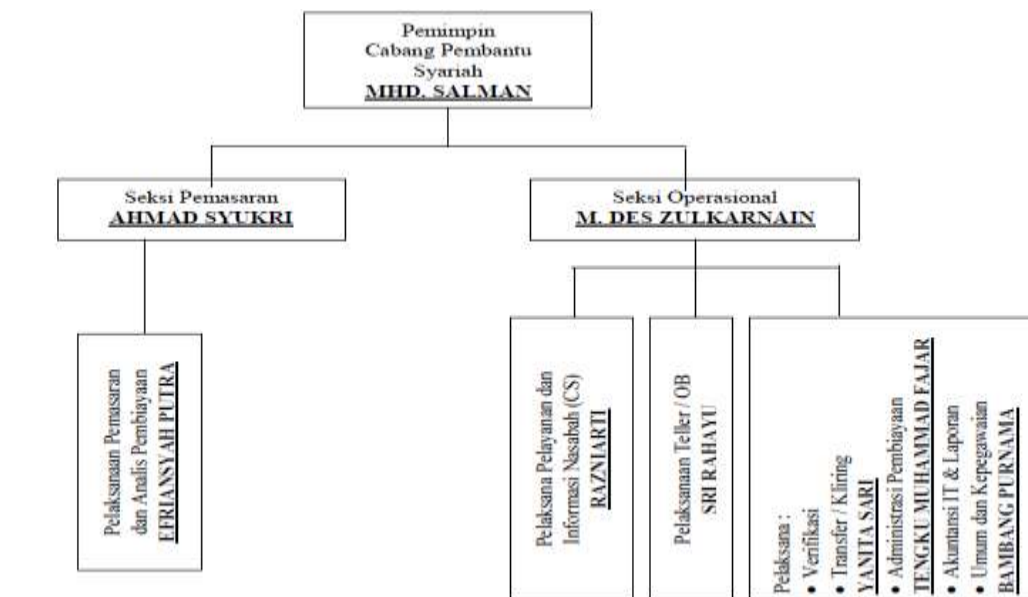 Pemimpin
Cabang Pembantu
Syariah
MHD. SALMAN
Seksi Pemasaran
AHMAD SYUKRI
Seksi Operasional
M. DES ZULKARNAIN
Pelaksanaan Pemasaran
dan Analis Pembiayaan
EFRIANSYAH PUTRA
Pelaksana Pelayanan dan
Informasi Nasabah (CS)
RAZNIARTI
Pelaksanaan Teller / OB
SRI RAHAYU
Pelaksana :
• Verifikasi
• Transfer / Kliring
YANITA SARI
• Administrasi Pembiayaan
TENGKU MUHAMMAD FAJAR
• Akuntansi IT & Laporan
• Umum dan Kepegawaian
BAMBANG PURNAMA